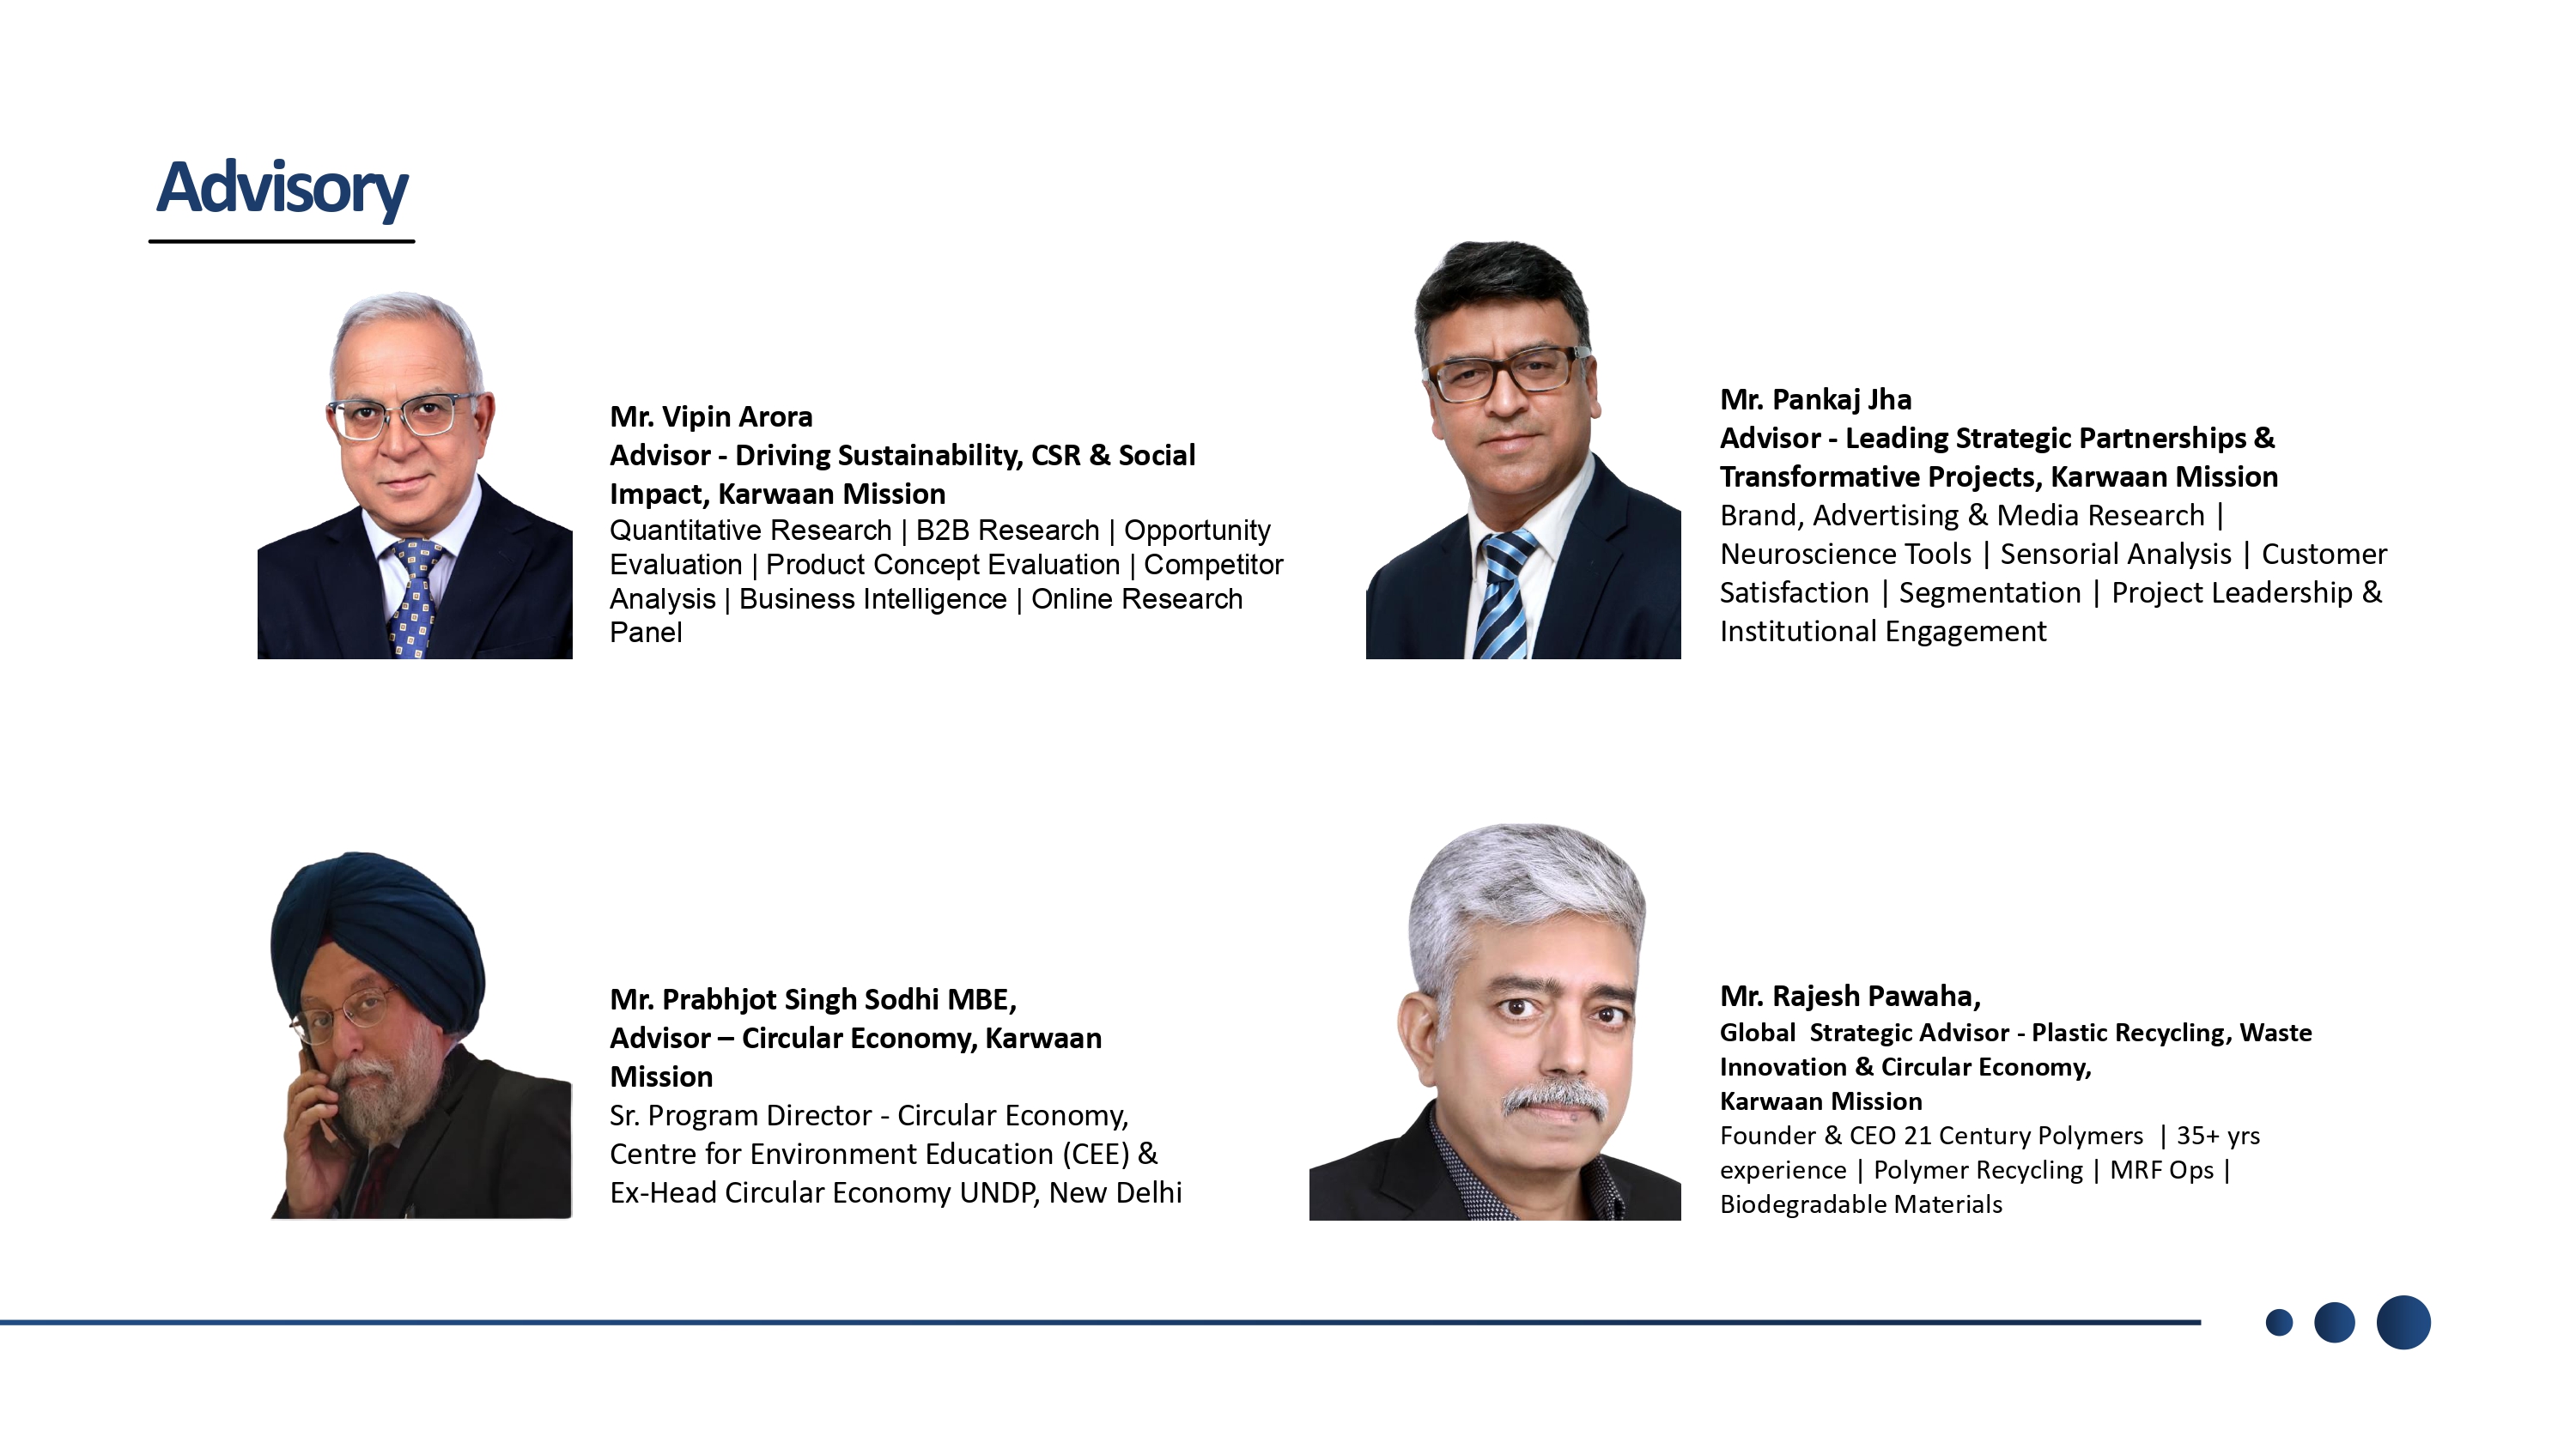 Advisory
Mr. Vipin Arora
Advisor - Driving Sustainability, CSR & Social
Impact, Karwaan Mission
Quantitative Research | B2B Research | Opportunity
Evaluation | Product Concept Evaluation | Competitor
Analysis | Business Intelligence | Online Research
Panel
Mr. Pankaj Jha
Advisor - Leading Strategic Partnerships &
Transformative Projects, Karwaan Mission
Brand, Advertising & Media Research |
Neuroscience Tools | Sensorial Analysis | Customer
Satisfaction | Segmentation | Project Leadership &
Institutional Engagement
Mr. Prabhjot Singh Sodhi MBE,
Advisor – Circular Economy, Karwaan
Mission
Sr. Program Director - Circular Economy,
Centre for Environment Education (CEE) &
Ex-Head Circular Economy UNDP, New Delhi
Mr. Rajesh Pawaha,
Global  Strategic Advisor - Plastic Recycling, Waste
Innovation & Circular Economy,
Karwaan Mission
Founder & CEO 21 Century Polymers  | 35+ yrs
experience | Polymer Recycling | MRF Ops |
Biodegradable Materials